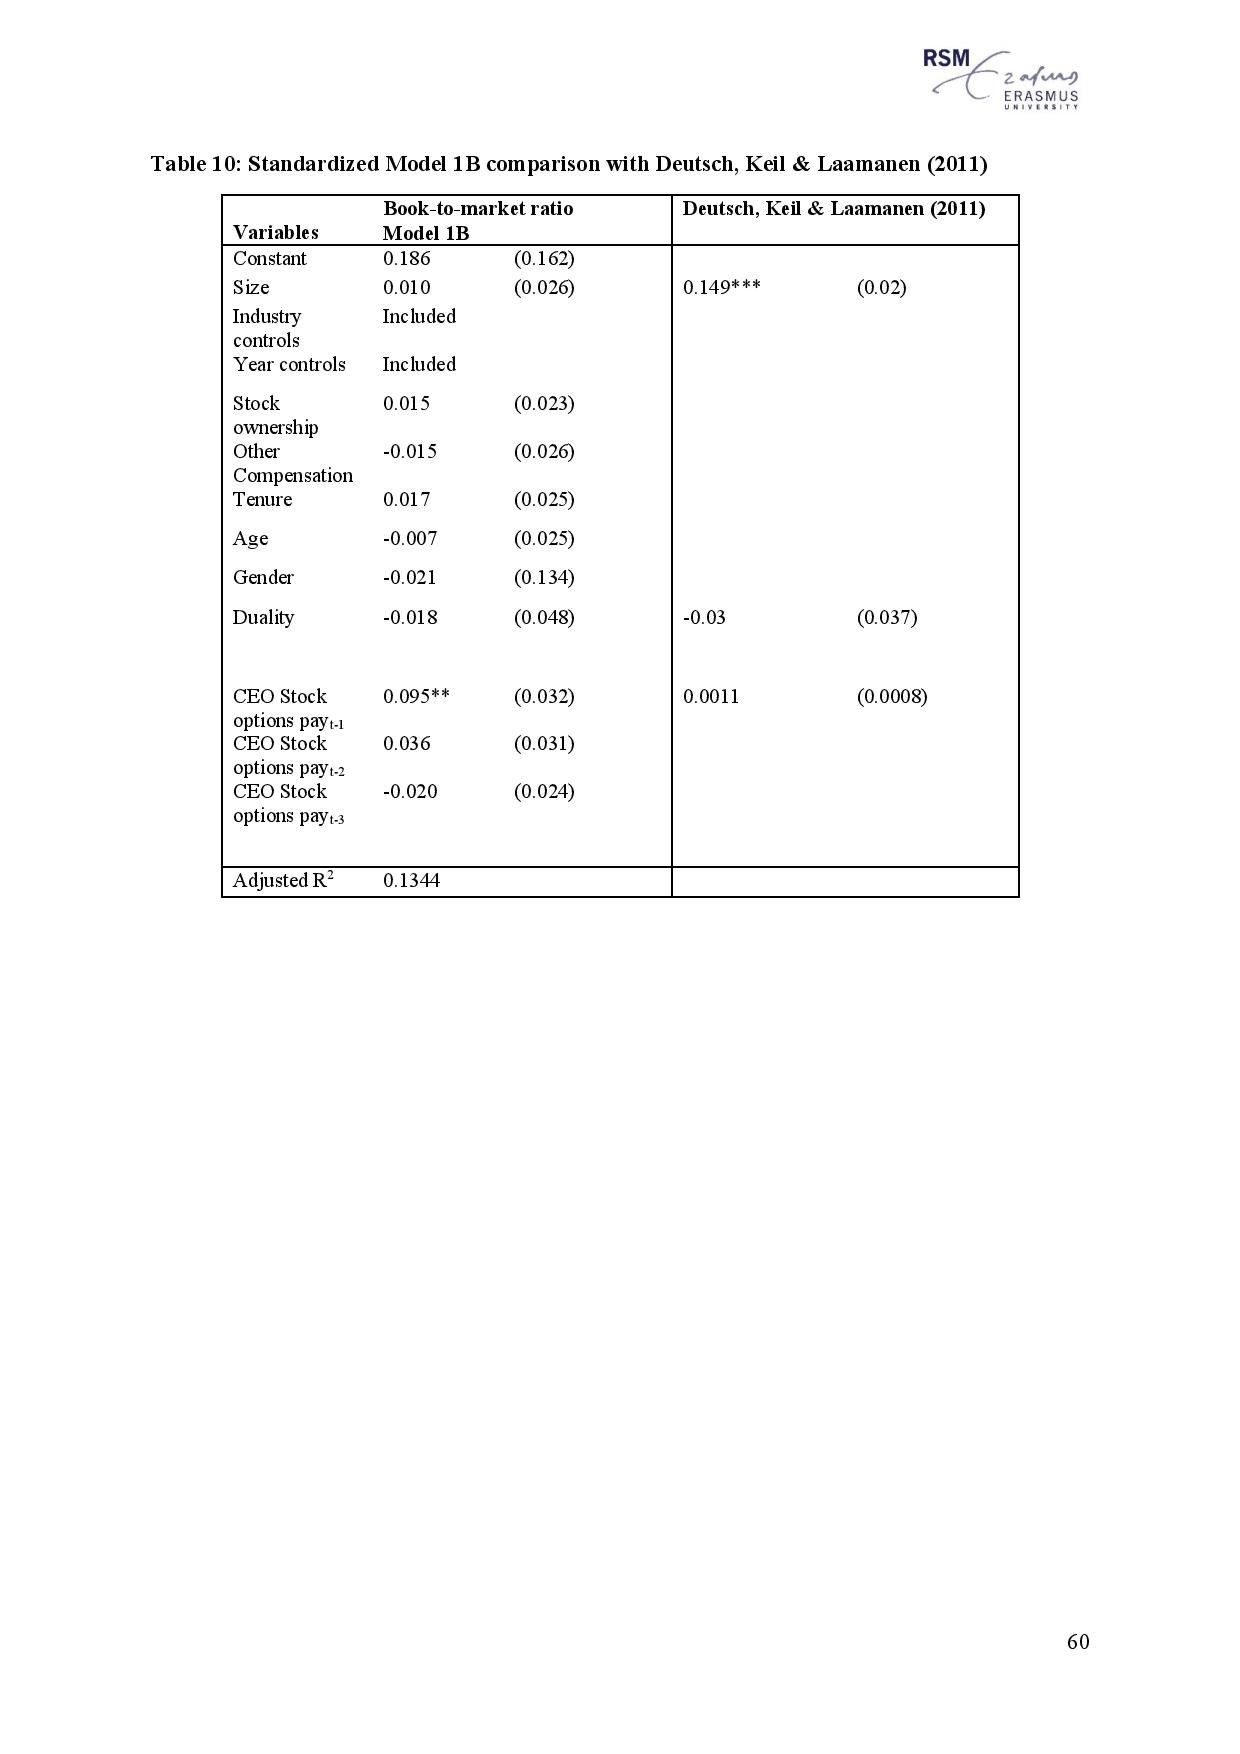 RSM
Erasmus
ERASMUS
UNIVERSITY
Table 10: Standardized Model 1B comparison with Deutsch, Keil & Laamanen (2011)
Variables Book-to-market ratio Model 1B Deutsch, Keil & Laamanen (2011)
Constant 0.186 (0.162)
Size 0.010 (0.026) 0.149*** (0.02)
Industry controls Included
Year controls Included
Stock ownership 0.015 (0.023)
Other Compensation -0.015 (0.026)
Tenure 0.017 (0.025)
Age -0.007 (0.025)
Gender -0.021 (0.134)
Duality -0.018 (0.048) -0.03 (0.037)
CEO Stock options pay t-1 0.095** (0.032) 0.0011 (0.0008)
CEO Stock options pay t-2 0.036 (0.031)
CEO Stock options pay t-3 -0.020 (0.024)
Adjusted R2 0.1344
60